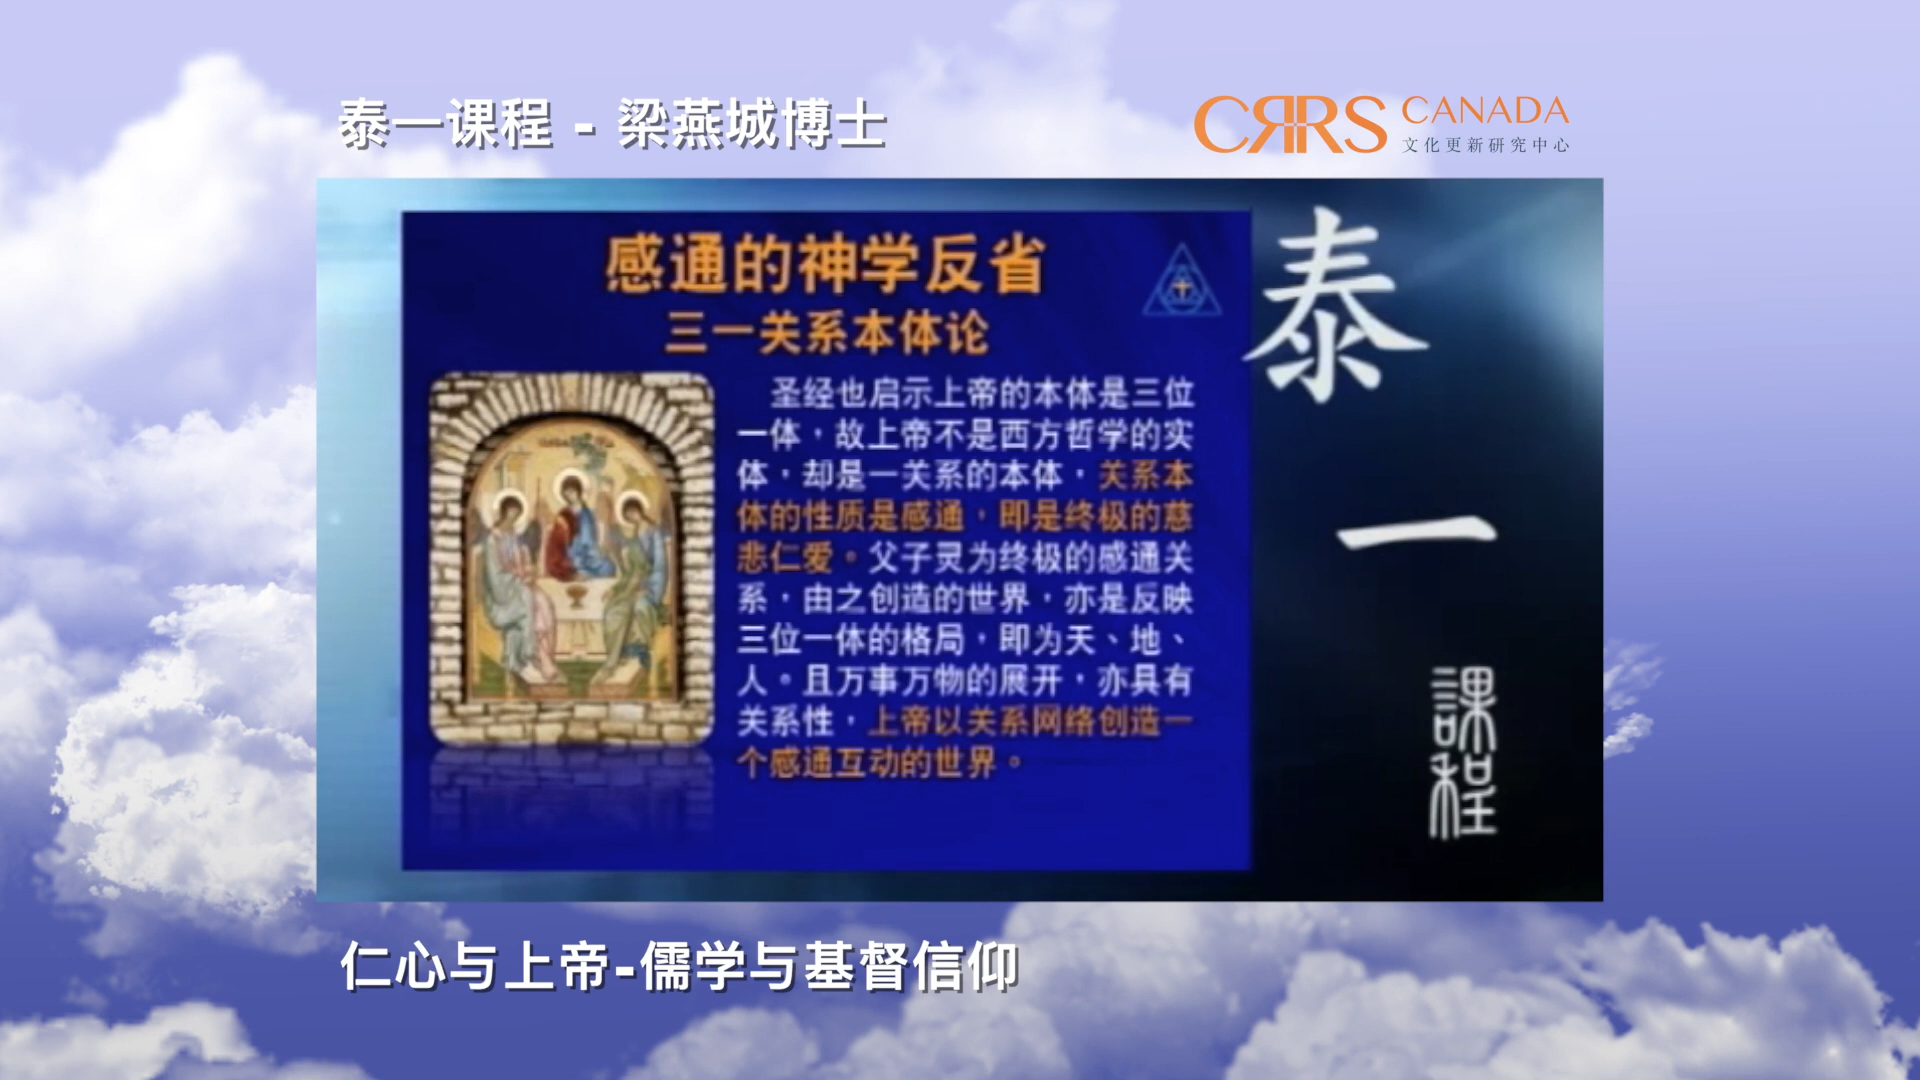 泰一课程 - 梁燕城博士
CRRS CANADA
文化更新研究中心
感通的神学反省
三一关系本体论
圣经也启示上帝的本体是三位
一体，故上帝不是西方哲学的实
体，却是一关系的本体，关系本
体的性质是感通，即是终极的慈
悲仁爱。父子灵为终极的感通关
系，由之创造的世界，亦是反映
三位一体的格局，即为天、地、
人。且万事万物的展开，亦具有
关系性，上帝以关系网络创造一
个感通互动的世界。
泰一
課程
仁心与上帝-儒学与基督信仰